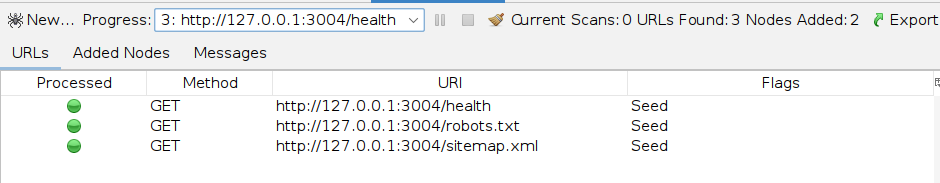 New... Progress: 3: http://127.0.0.1:3004/health Current Scans: 0 URLs Found: 3 Nodes Added: 2 Export
URLs Added Nodes Messages
Processed Method URI Flags
GET http://127.0.0.1:3004/health Seed
GET http://127.0.0.1:3004/robots.txt Seed
GET http://127.0.0.1:3004/sitemap.xml Seed